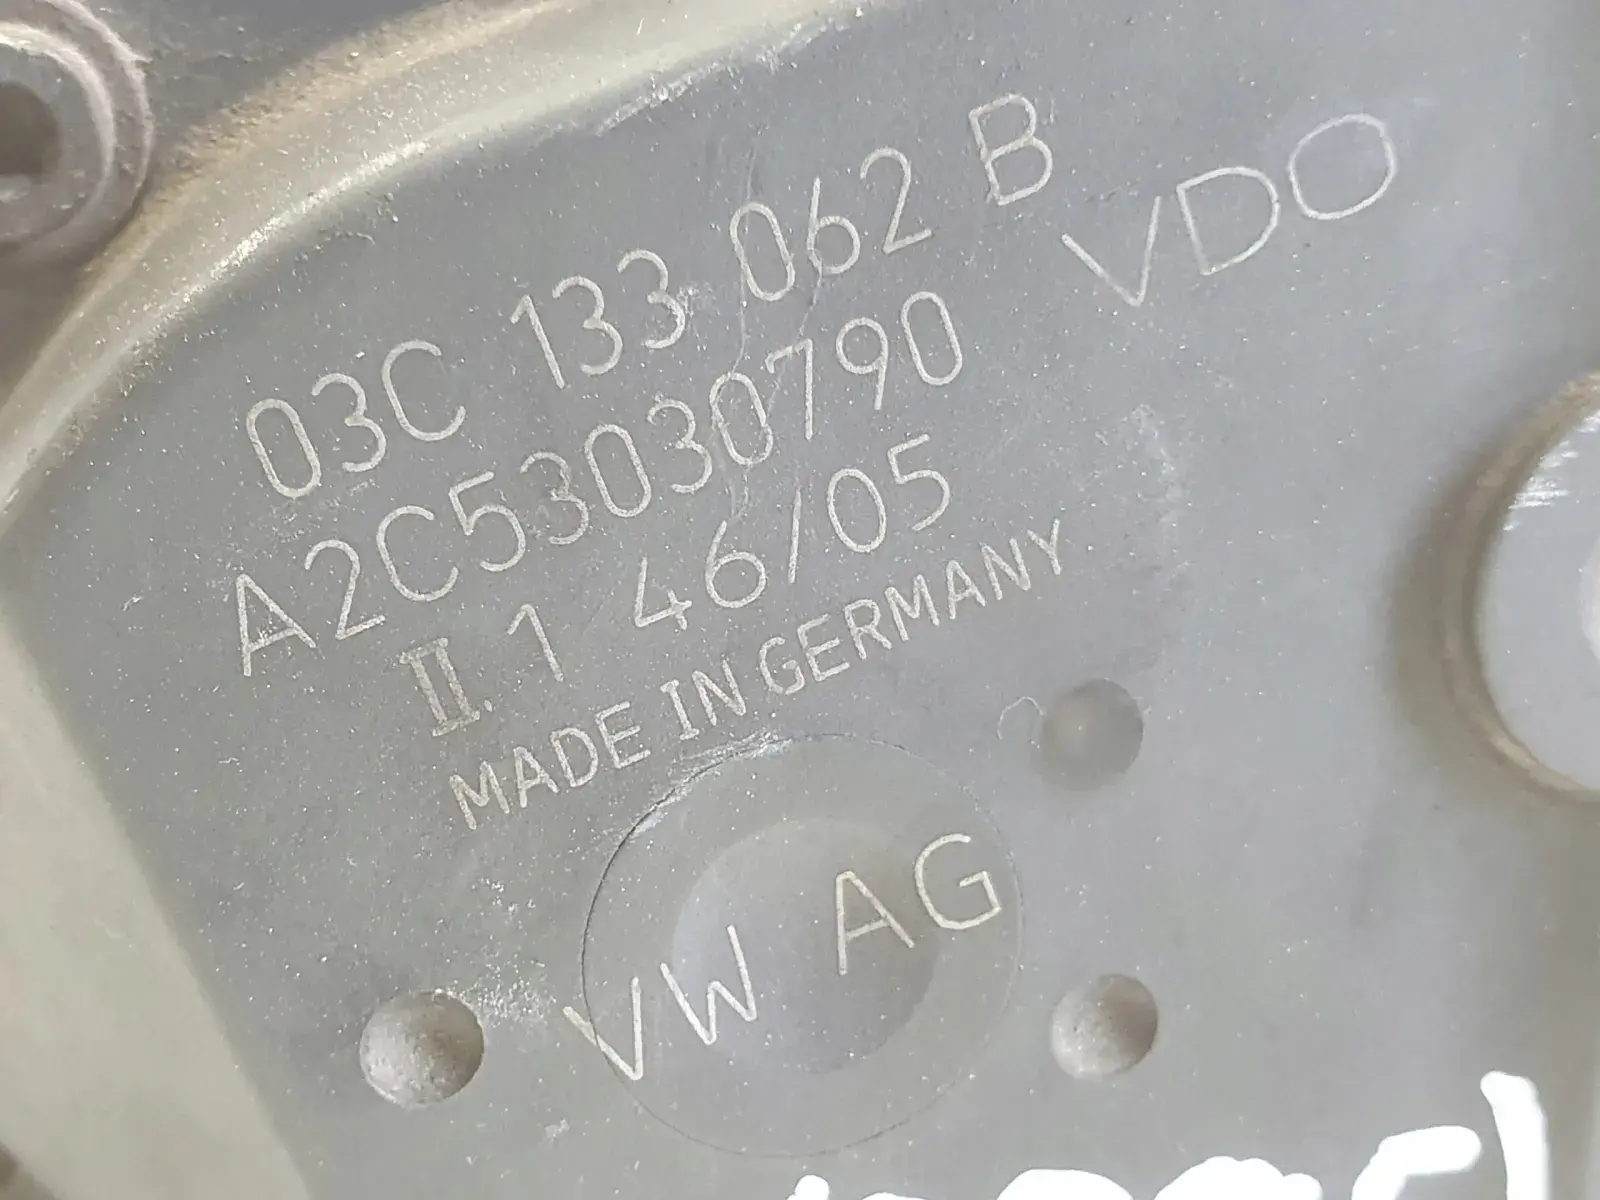 03C 133 062 B
VDO
A2C53030790
II. 1 46/05
MADE IN GERMANY
VW AG